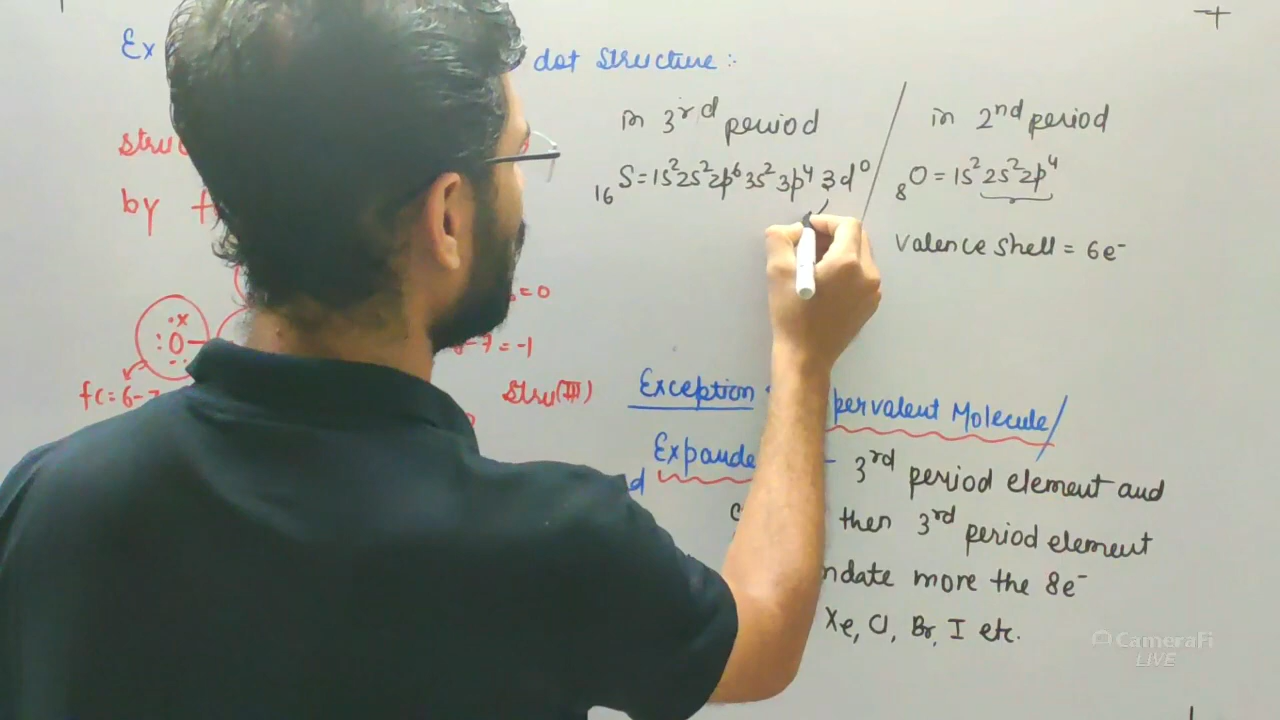 Ex dot structure :-
in 3rd period
in 2nd period
16S = 1s² 2s² 2p⁶ 3s² 3p⁴ 3d⁰
8O = 1s² 2s² 2p⁴
valence shell = 6e⁻
by
=0
-7 = -1
:O-
fc = 6-7
Stru(III)
Exception
pervalent Molecule/
Expande
3rd period element and
then 3rd period element
ndate more the 8e⁻
Xe, Cl, Br, I etc.
CameraFi
LIVE